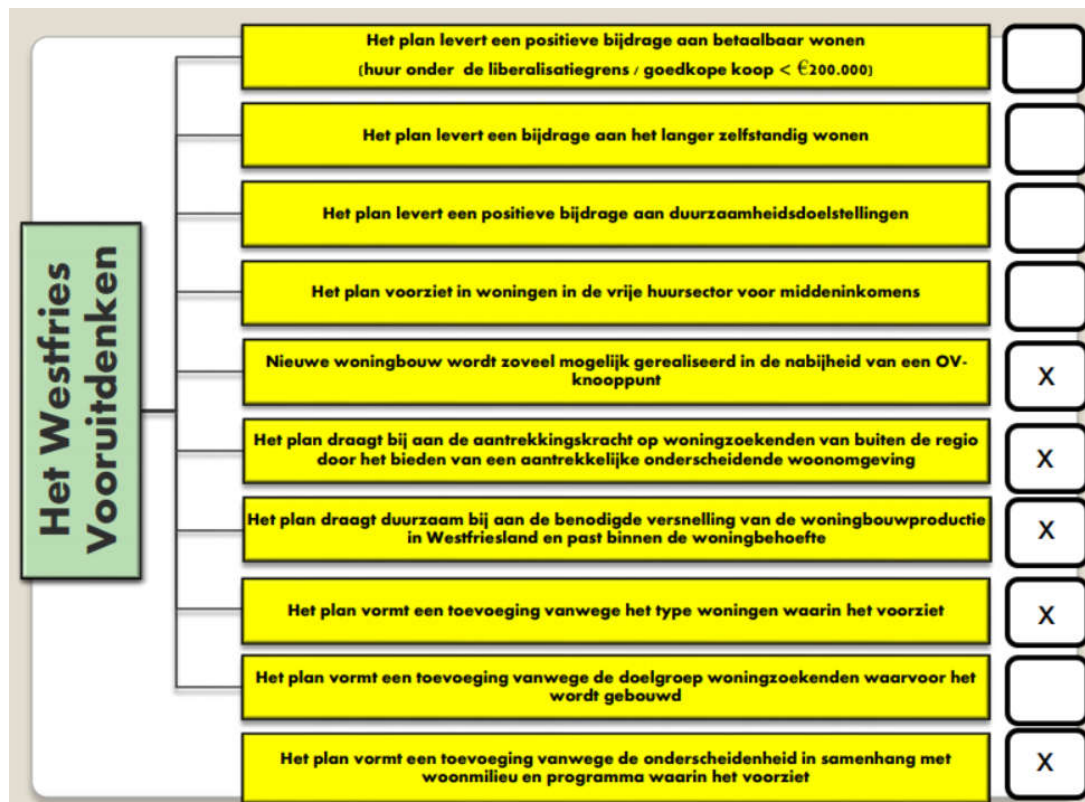 Het Westfries
Vooruitdenken
Het plan levert een positieve bijdrage aan betaalbaar wonen
(huur onder de liberalisatiegrens / goedkope koop < €200.000)
Het plan levert een bijdrage aan het langer zelfstandig wonen
Het plan levert een positieve bijdrage aan duurzaamheidsdoelstellingen
Het plan voorziet in woningen in de vrije huursector voor middeninkomens
Nieuwe woningbouw wordt zoveel mogelijk gerealiseerd in de nabijheid van een OV-
knooppunt
X
Het plan draagt bij aan de aantrekkingskracht op woningzoekenden van buiten de regio
door het bieden van een aantrekkelijke onderscheidende woonomgeving
X
Het plan draagt duurzaam bij aan de benodigde versnelling van de woningbouwproductie
in Westfriesland en past binnen de woningbehoefte
X
Het plan vormt een toevoeging vanwege het type woningen waarin het voorziet
X
Het plan vormt een toevoeging vanwege de doelgroep woningzoekenden waarvoor het
wordt gebouwd
Het plan vormt een toevoeging vanwege de onderscheidenheid in samenhang met
woonmilieu en programma waarin het voorziet
X